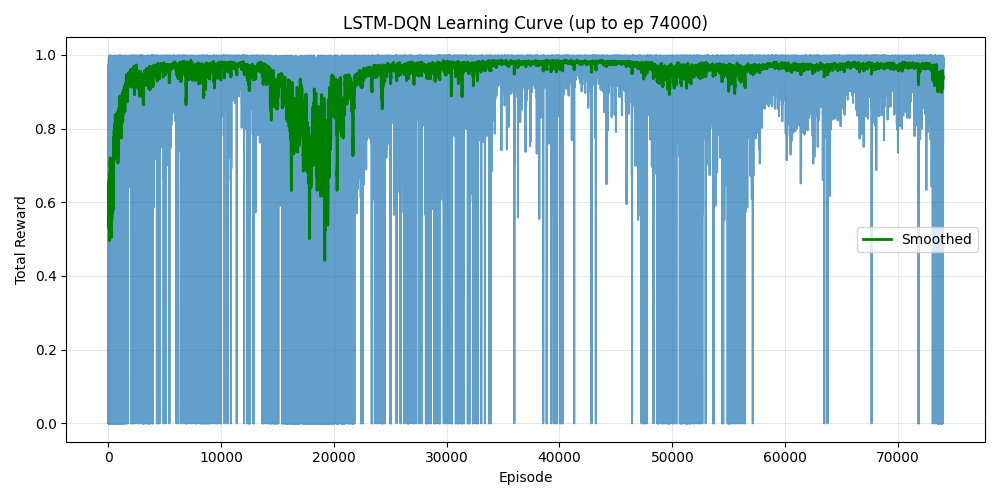 LSTM-DQN Learning Curve (up to ep 74000)
1.0
0.8
0.6
0.4
0.2
0.0
Total Reward
Smoothed
0 10000 20000 30000 40000 50000 60000 70000
Episode